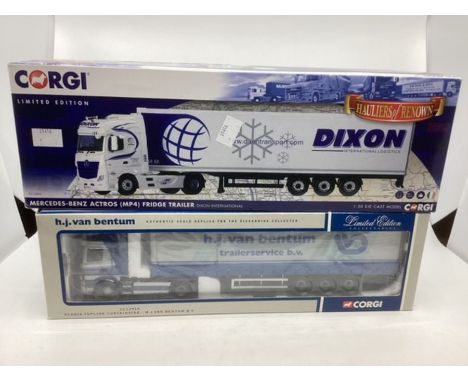 CORGI
LIMITED EDITION
HAULIERS of RENOWN
DIXON
INTERNATIONAL LOGISTICS
MERCEDES-BENZ ACTROS (MP4) FRIDGE TRAILER DIXON INTERNATIONAL
1:50 DIE CAST MODEL
h.j.van bentum
AUTHENTIC SCALE REPLICA FOR THE DISCERNING COLLECTOR
Limited Edition
COLLECTABLES
h.j.van bentum
trailerservice b.v.
CORGI